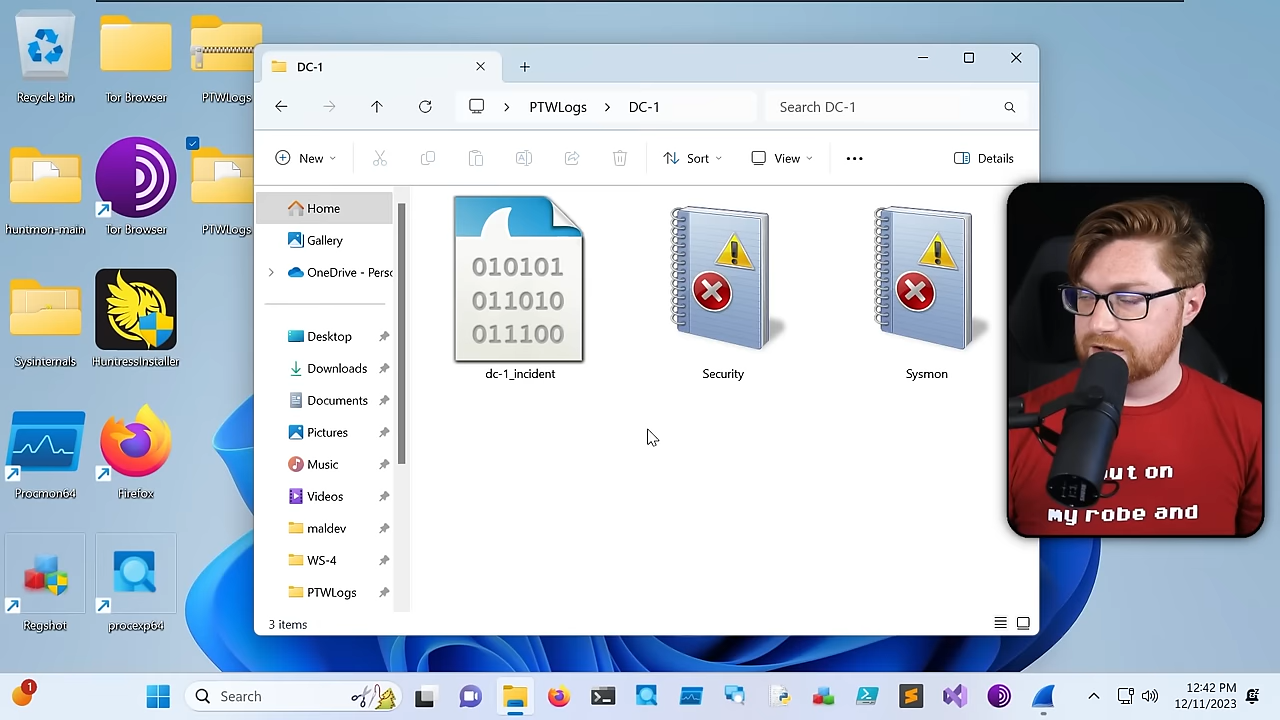 Recycle Bin
Tor Browser
PTWLogs
huntmon-main
Tor Browser
PTWLogs
Sysinternals
HuntressInstaller
Procmon64
Firefox
Regshot
procexp64
DC-1
PTWLogs > DC-1
Search DC-1
New
Sort
View
Details
Home
Gallery
OneDrive - Perso
Desktop
Downloads
Documents
Pictures
Music
Videos
maldev
WS-4
PTWLogs
010101
011010
011100
dc-1_incident
Security
Sysmon
3 items
ut on
my robe and
1
Search
12:42 PM
12/11/2023